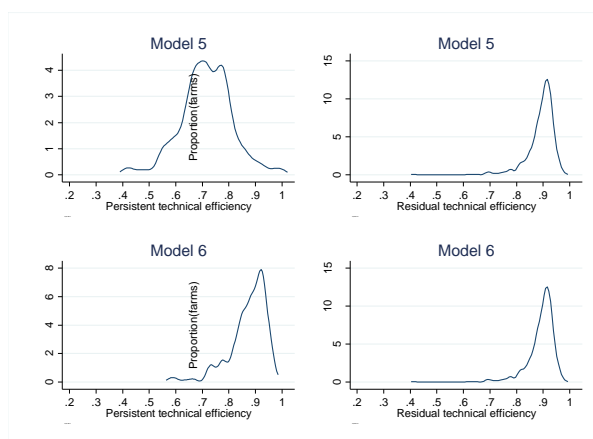 Model 5
Proportion(farms)
0 1 2 3 4
.2 .3 .4 .5 .6 .7 .8 .9 1
Persistent technical efficiency
Model 5
0 5 10 15
.2 .3 .4 .5 .6 .7 .8 .9 1
Residual technical efficiency
Model 6
Proportion(farms)
0 2 4 6 8
.2 .3 .4 .5 .6 .7 .8 .9 1
Persistent technical efficiency
Model 6
0 5 10 15
.2 .3 .4 .5 .6 .7 .8 .9 1
Residual technical efficiency